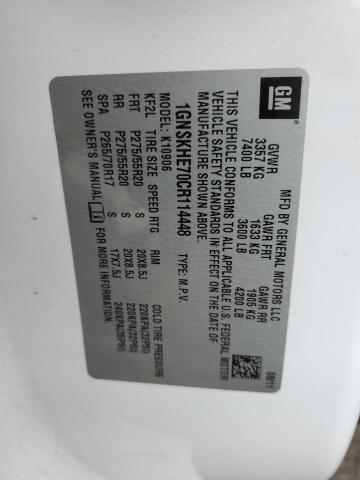 GM
MFD BY GENERAL MOTORS LLC
GVWR GAWR FRT GAWR RR
3357 KG 1633 KG 1905 KG
7400 LB 3600 LB 4200 LB
08/11
THIS VEHICLE CONFORMS TO ALL APPLICABLE U.S. FEDERAL MOTOR
VEHICLE SAFETY STANDARDS IN EFFECT ON THE DATE OF
MANUFACTURE SHOWN ABOVE.
1GNSKHE70CR114448 TYPE: M.P.V.
MODEL: K10906
KF2L TIRE SIZE SPEED RTG RIM COLD TIRE PRESSURE
FRT P275/55R20 S 20X8.5J 220KPA(32PSI)
RR P275/55R20 S 20X8.5J 220KPA(32PSI)
SPA P265/70R17 S 17X7.5J 240KPA(35PSI)
SEE OWNER'S MANUAL FOR MORE INFORMATION.